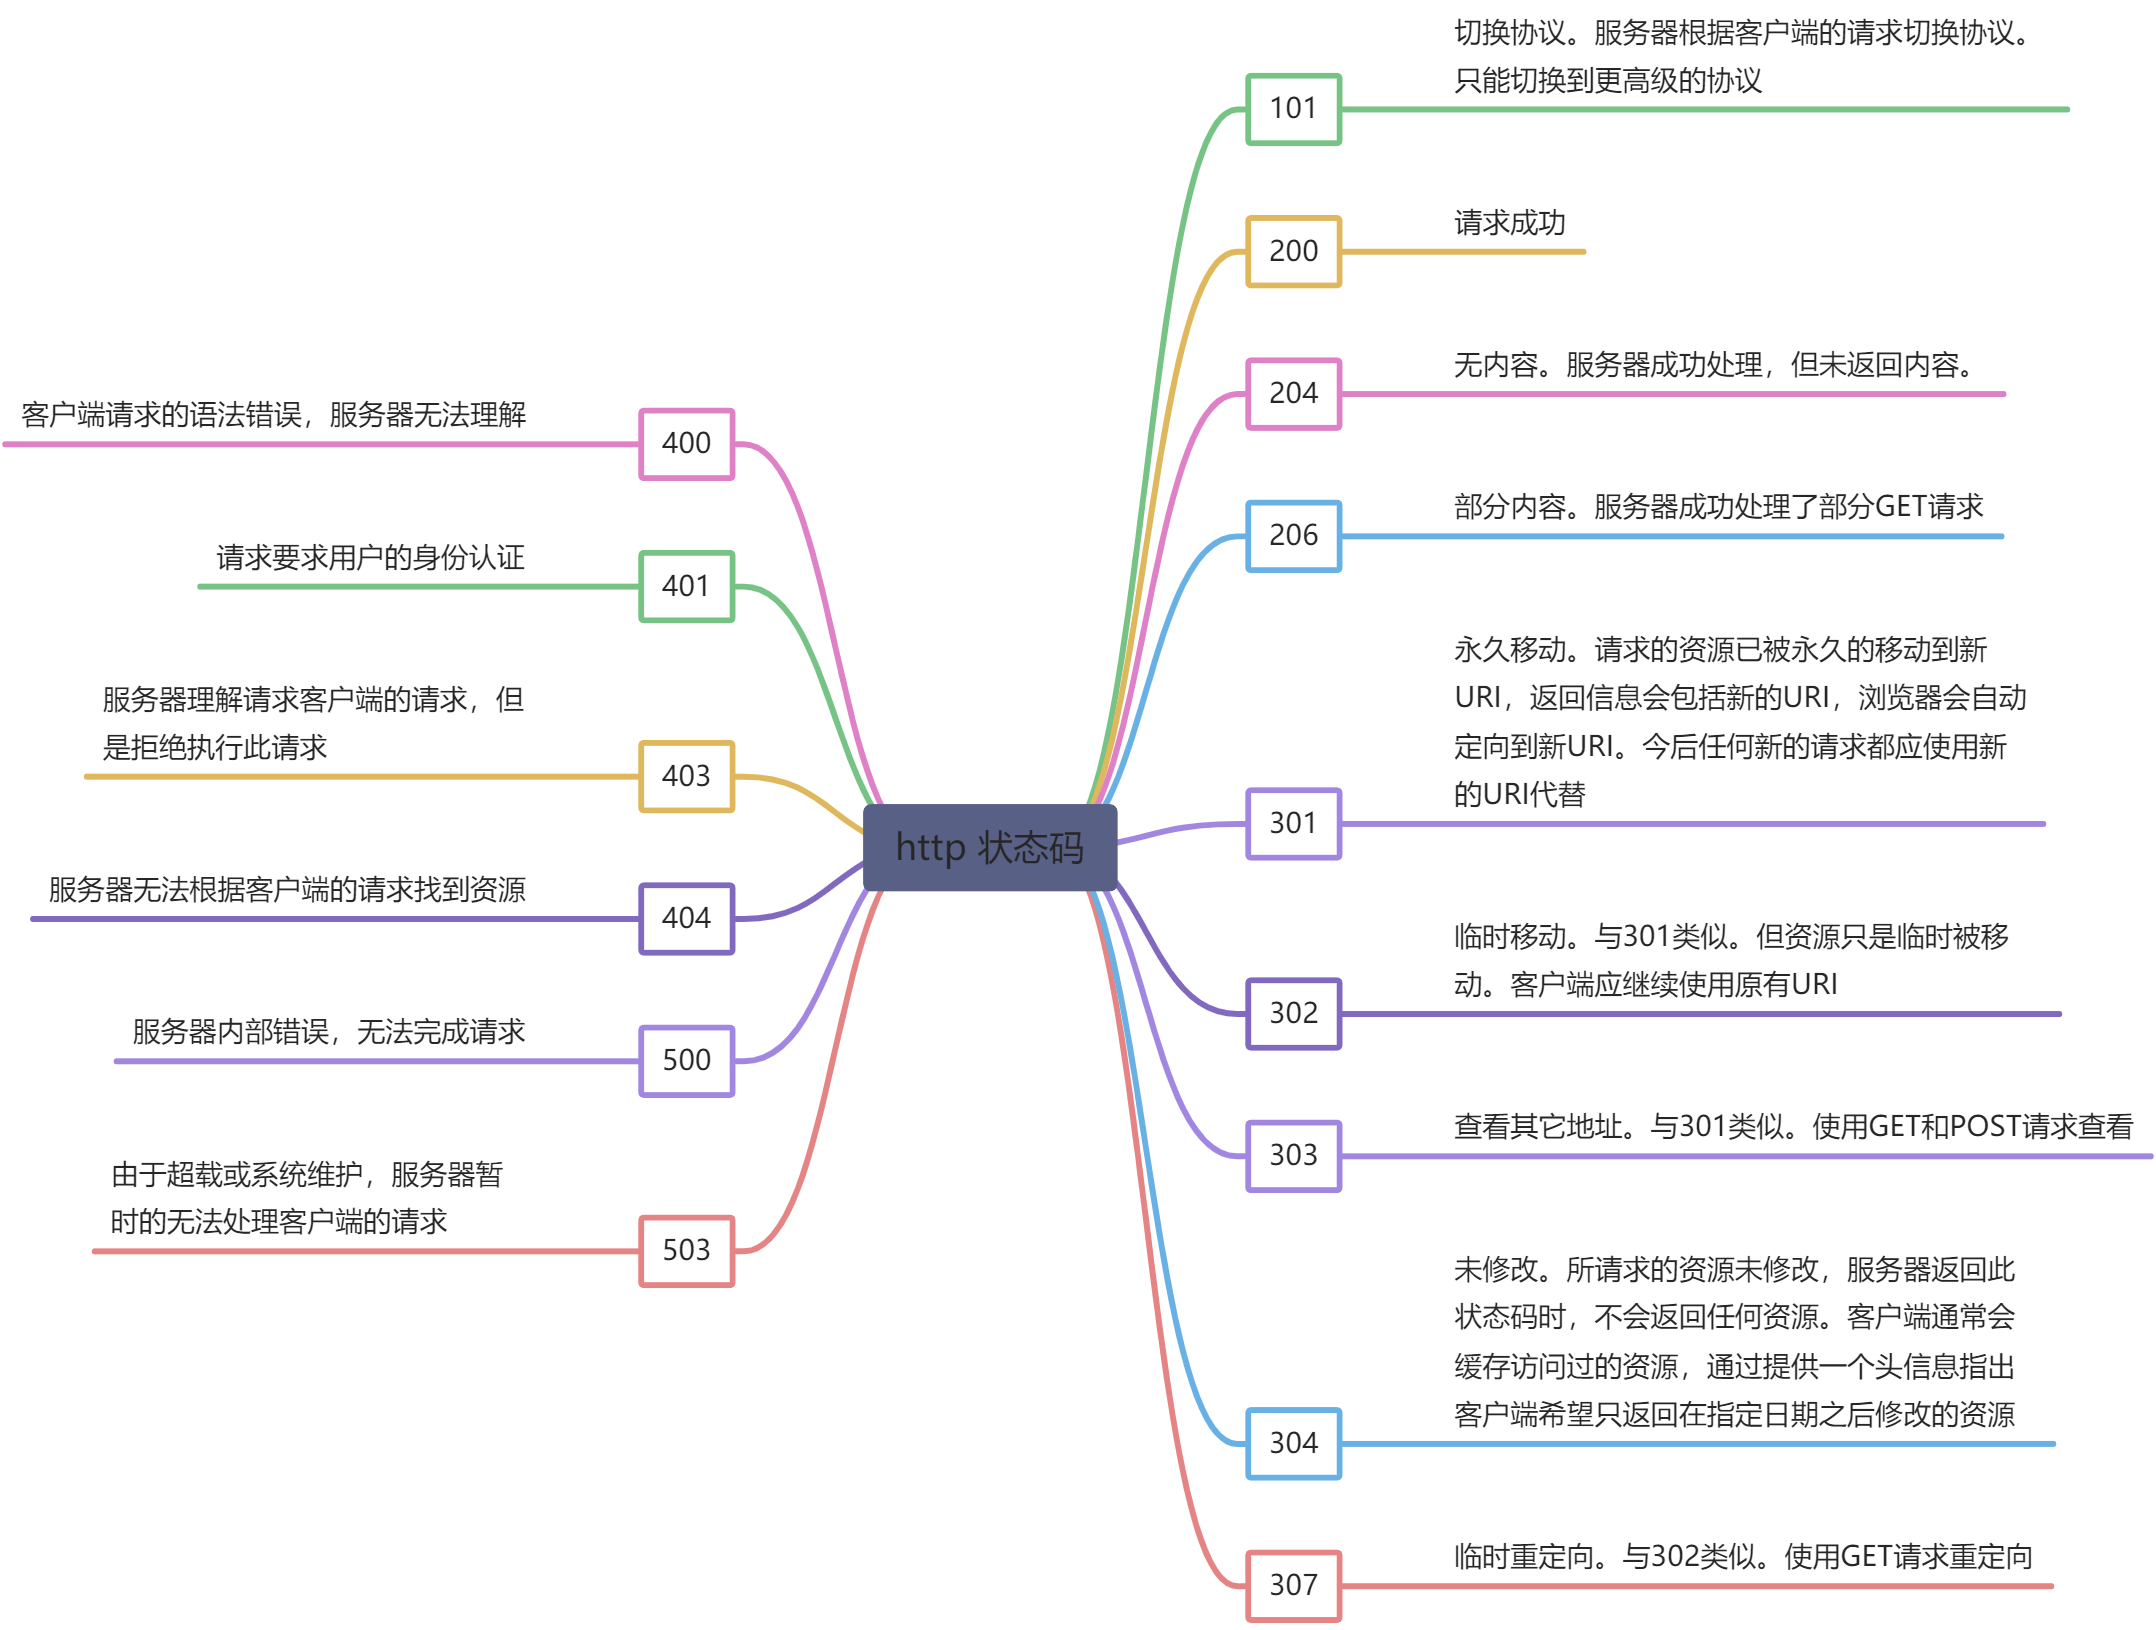 http 状态码
101
切换协议。服务器根据客户端的请求切换协议。
只能切换到更高级的协议
200
请求成功
204
无内容。服务器成功处理，但未返回内容。
206
部分内容。服务器成功处理了部分GET请求
301
永久移动。请求的资源已被永久的移动到新
URI，返回信息会包括新的URI，浏览器会自动
定向到新URI。今后任何新的请求都应使用新
的URI代替
302
临时移动。与301类似。但资源只是临时被移
动。客户端应继续使用原有URI
303
查看其它地址。与301类似。使用GET和POST请求查看
304
未修改。所请求的资源未修改，服务器返回此
状态码时，不会返回任何资源。客户端通常会
缓存访问过的资源，通过提供一个头信息指出
客户端希望只返回在指定日期之后修改的资源
307
临时重定向。与302类似。使用GET请求重定向
400
客户端请求的语法错误，服务器无法理解
401
请求要求用户的身份认证
403
服务器理解请求客户端的请求，但
是拒绝执行此请求
404
服务器无法根据客户端的请求找到资源
500
服务器内部错误，无法完成请求
503
由于超载或系统维护，服务器暂
时的无法处理客户端的请求